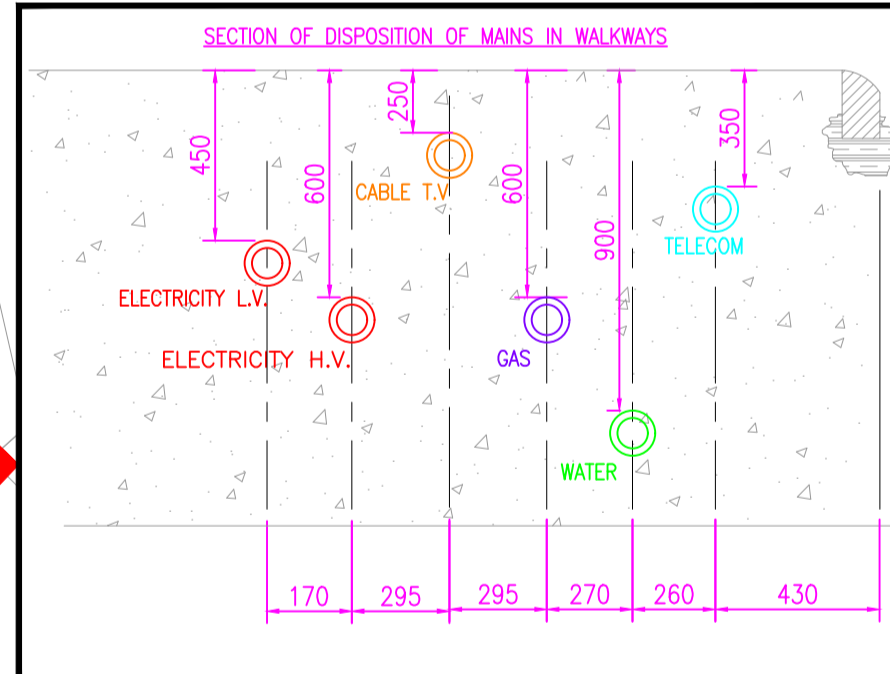 SECTION OF DISPOSITION OF MAINS IN WALKWAYS
450
600
250
600
900
350
CABLE T.V
TELECOM
ELECTRICITY L.V.
ELECTRICITY H.V.
GAS
WATER
170
295
295
270
260
430